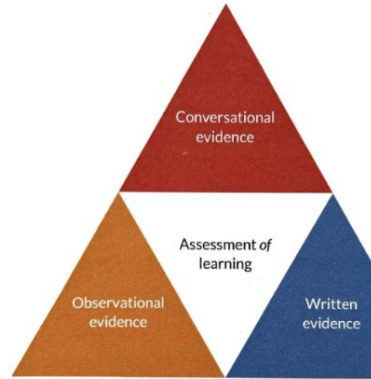 Conversational
evidence
Assessment of
learning
Observational
evidence
Written
evidence